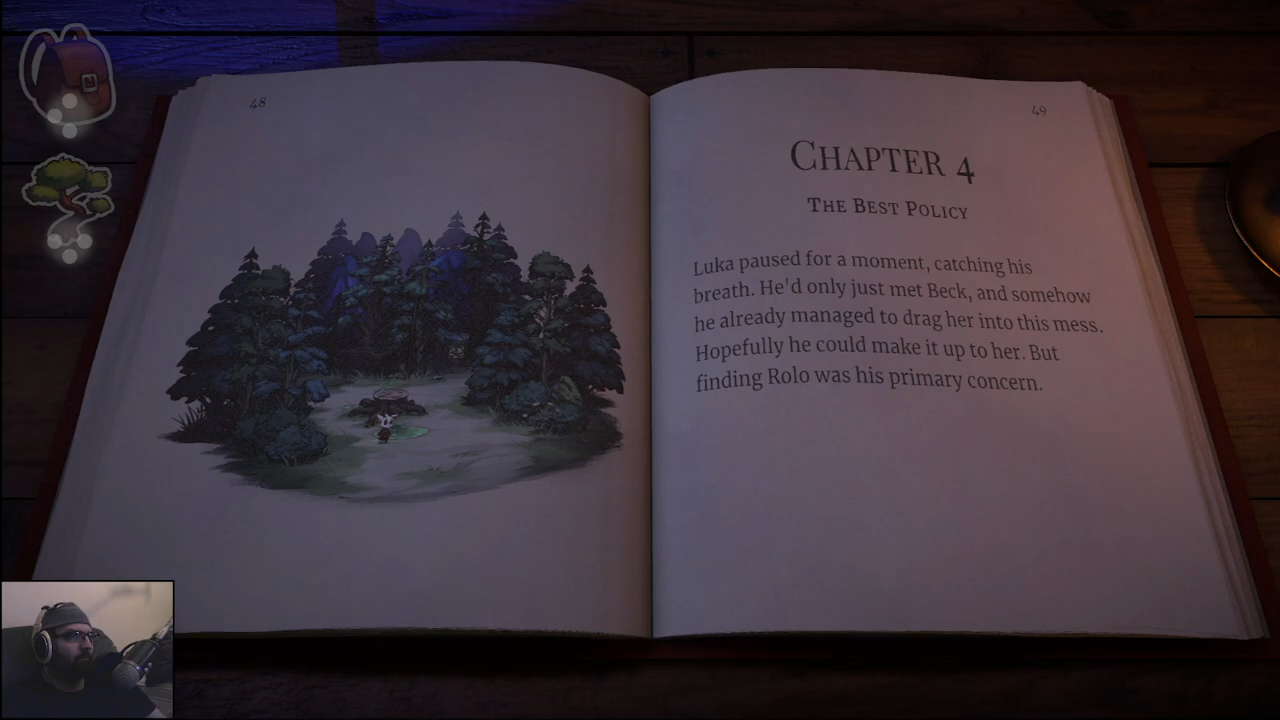 48
49
Chapter 4
The Best Policy
Luka paused for a moment, catching his
breath. He'd only just met Beck, and somehow
he already managed to drag her into this mess.
Hopefully he could make it up to her. But
finding Rolo was his primary concern.